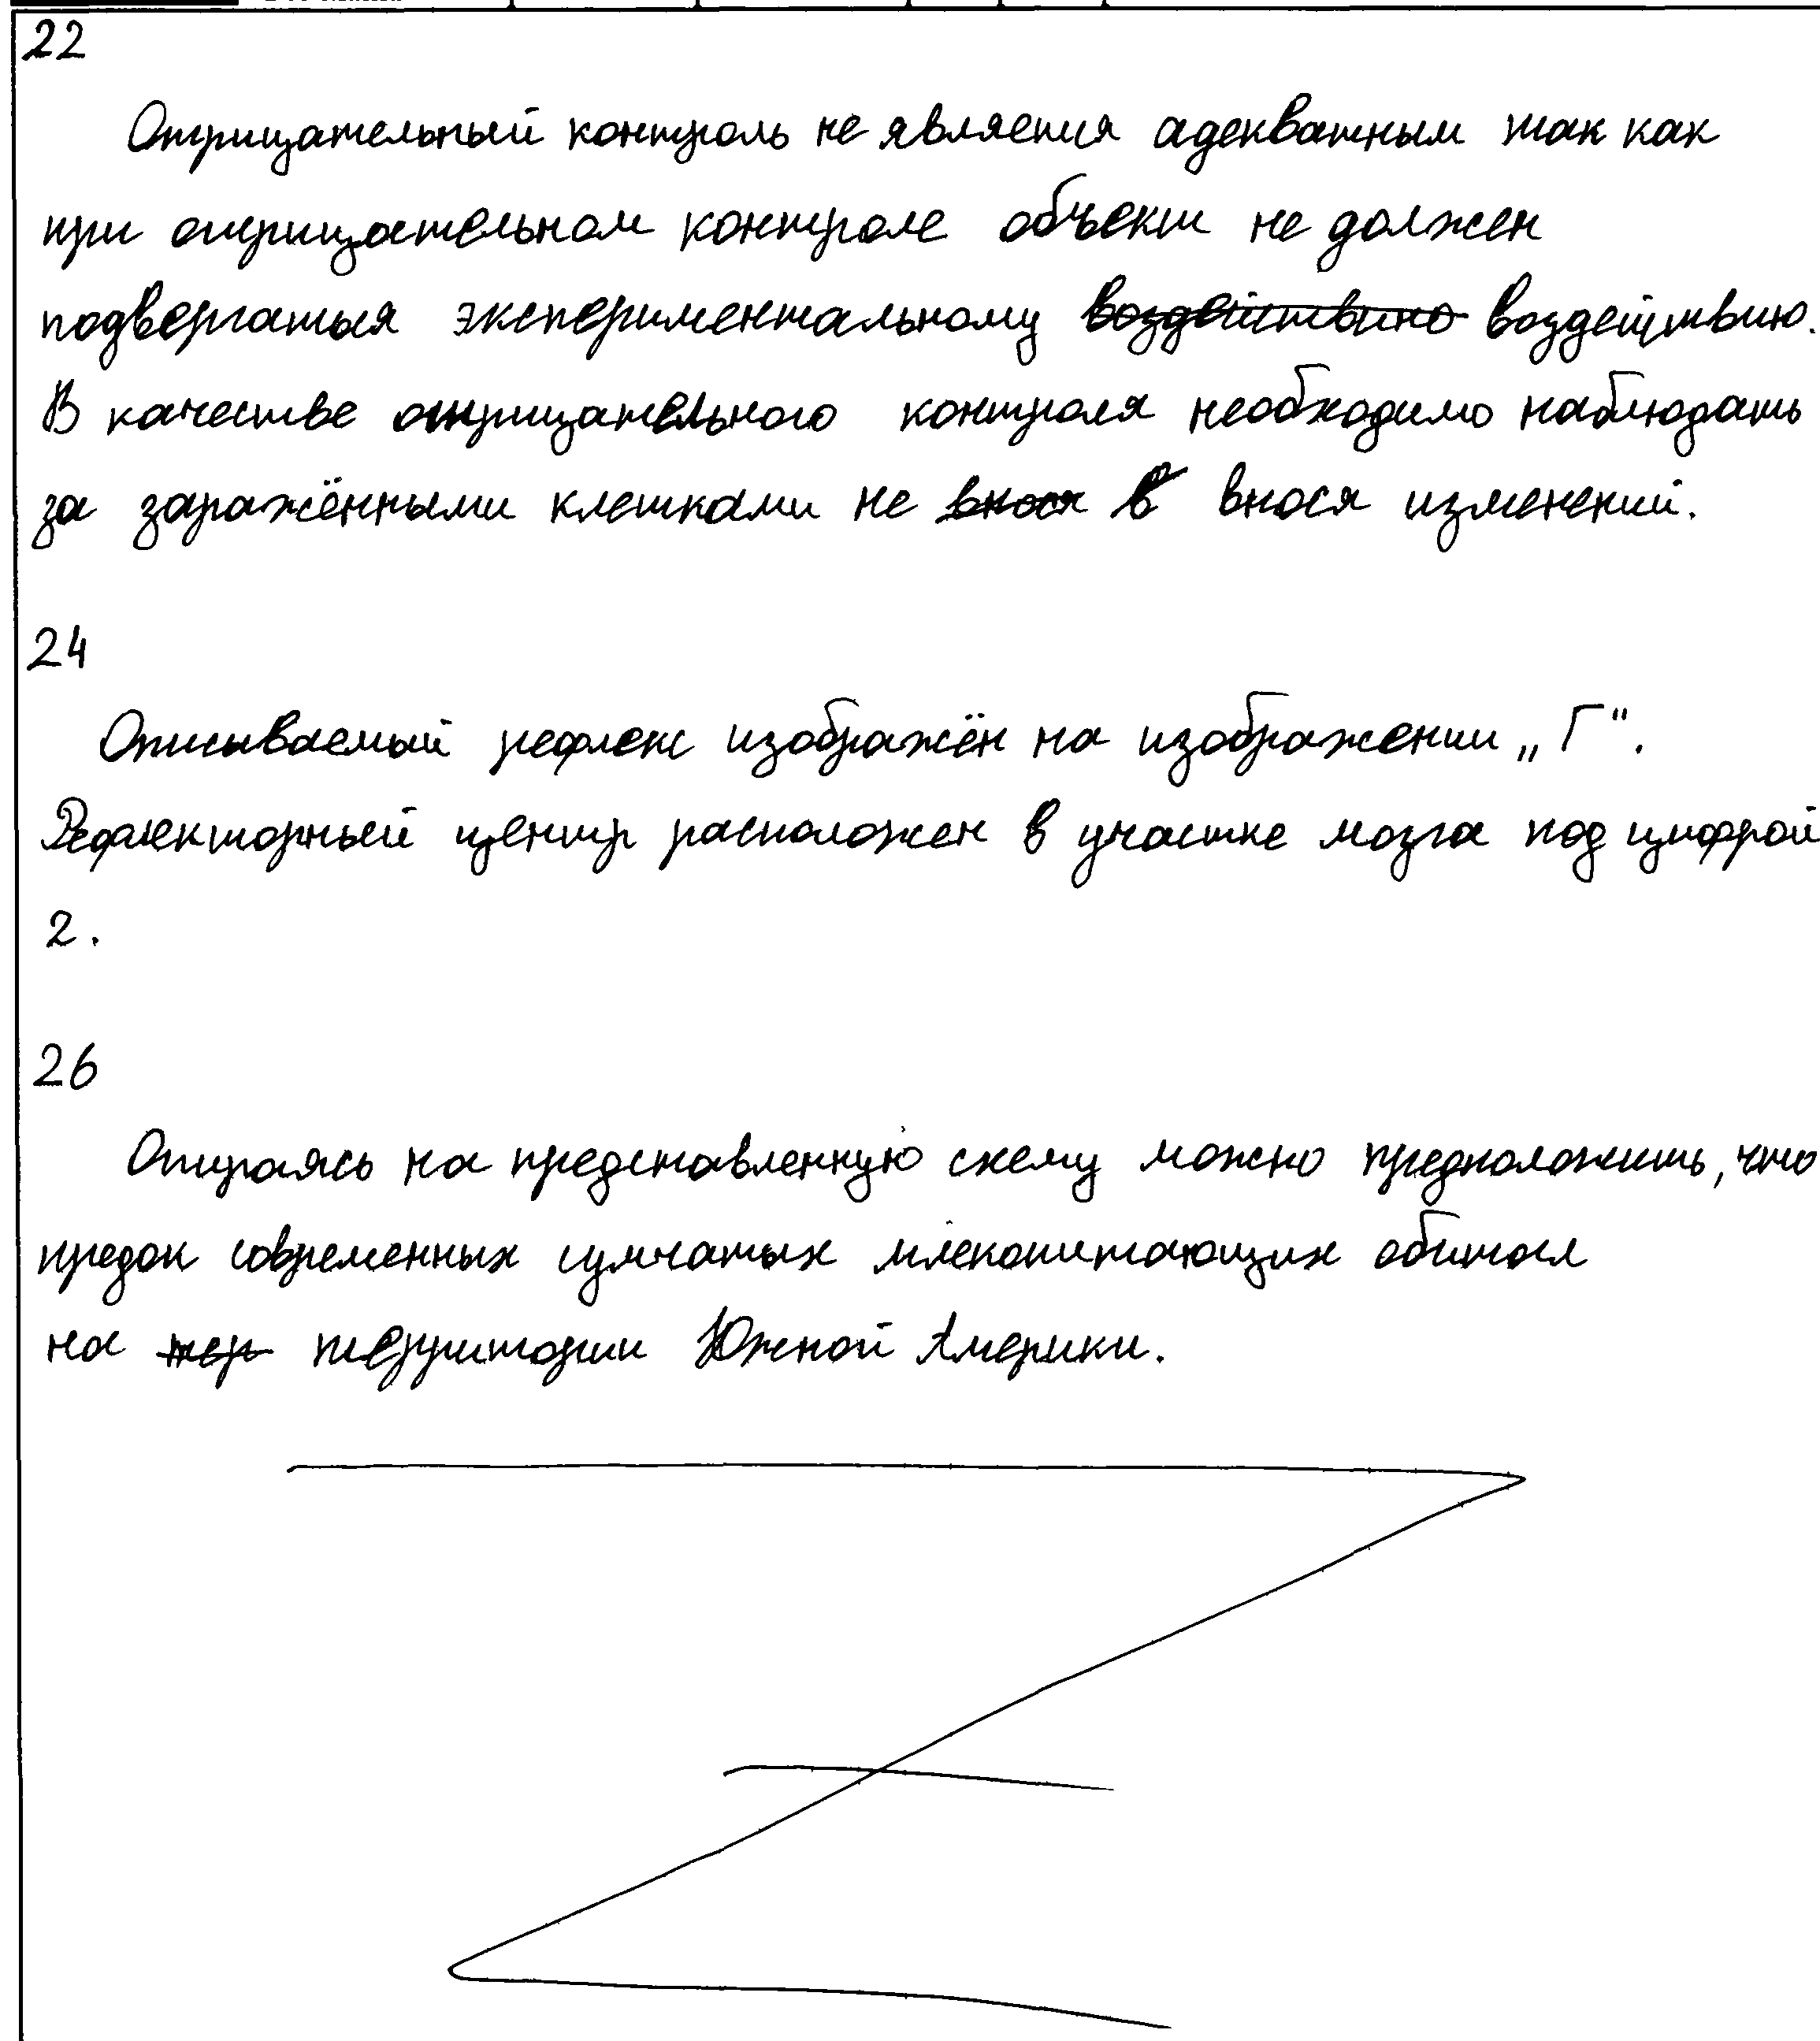 22
Отрицательный контроль не является адекватным так как
при отрицательном контроле объект не должен
подвергаться экспериментальному воздействию воздействию.
В качестве отрицательного контроля необходимо наблюдать
за заражёнными клетками не внося в внося изменений.
24
Описываемый рефлекс изображён на изображении „Г“.
Рефлекторный центр расположен в участке мозга под цифрой
2.
26
Опираясь на представленную схему можно предположить, что
предок современных сумчатых млекопитающих обитал
на тер территории Южной Америки.